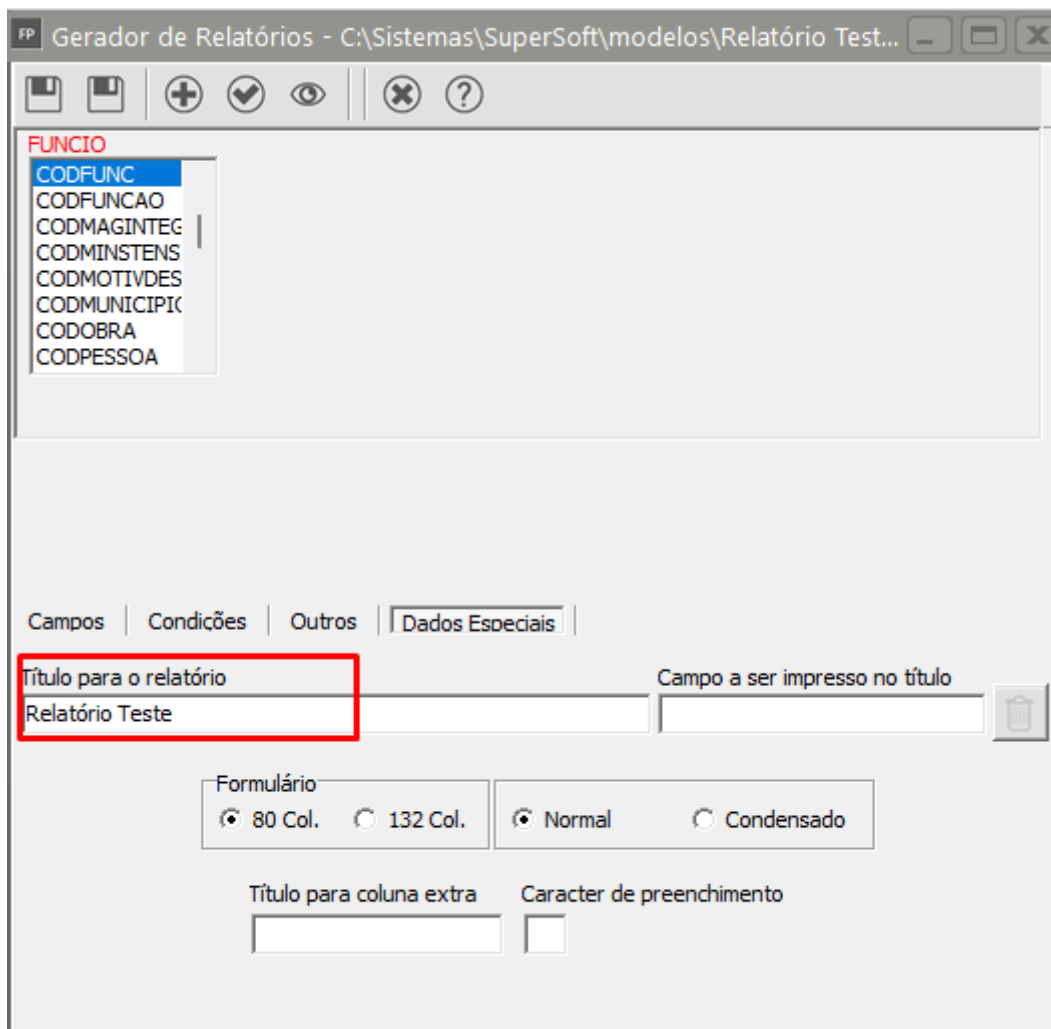 FP Gerador de Relatórios - C:\Sistemas\SuperSoft\modelos\Relatório Test...
FUNCIO
CODFUNC
CODFUNCAO
CODMAGINTEG
CODMINSTENS
CODMOTIVDES
CODMUNICIPIO
CODOBRA
CODPESSOA
Campos Condições Outros Dados Especiais
Título para o relatório Campo a ser impresso no título
Relatório Teste
Formulário
80 Col. 132 Col. Normal Condensado
Título para coluna extra Caracter de preenchimento